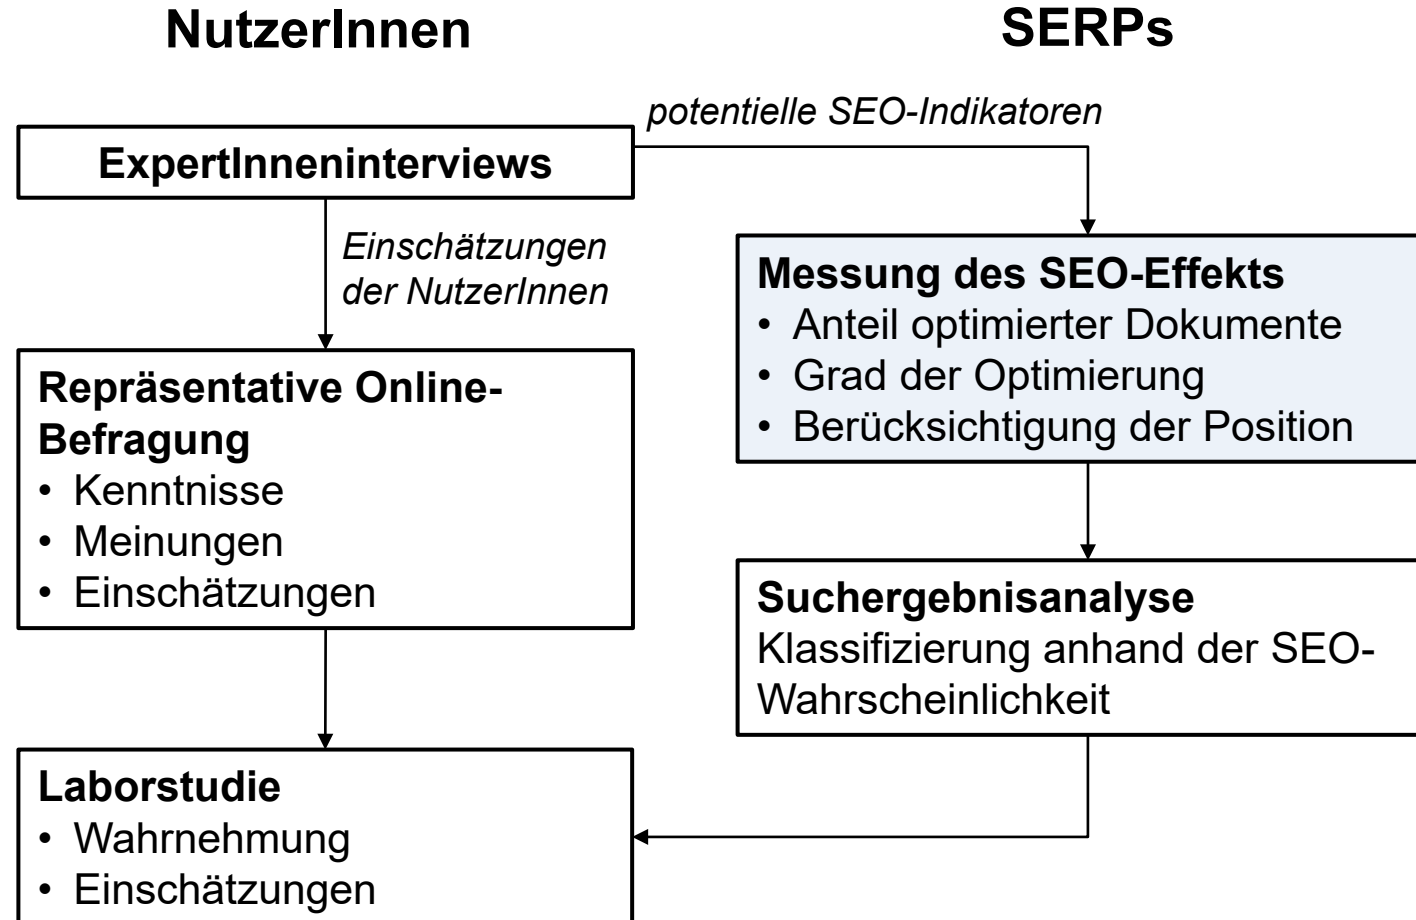 NutzerInnen
SERPs
potentielle SEO-Indikatoren
ExpertInneninterviews
Einschätzungen
der NutzerInnen
Messung des SEO-Effekts
• Anteil optimierter Dokumente
• Grad der Optimierung
• Berücksichtigung der Position
Repräsentative Online-
Befragung
• Kenntnisse
• Meinungen
• Einschätzungen
Suchergebnisanalyse
Klassifizierung anhand der SEO-
Wahrscheinlichkeit
Laborstudie
• Wahrnehmung
• Einschätzungen